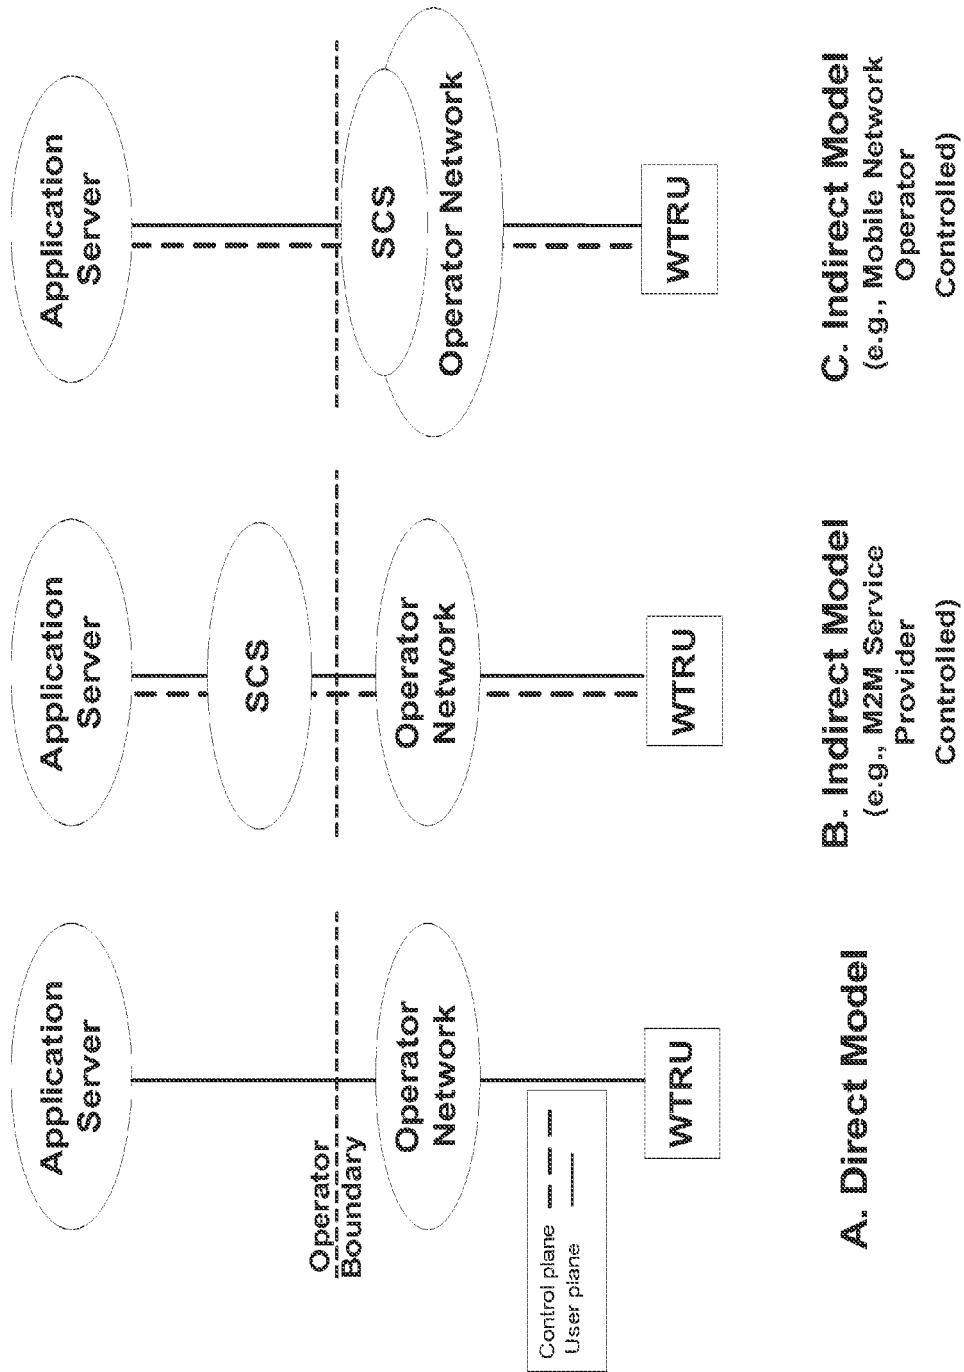 Application
Server
Operator
Boundary
Operator
Network
Control plane
User plane
WTRU
A. Direct Model
Application
Server
SCS
Operator
Network
WTRU
B. Indirect Model
(e.g., M2M Service
Provider
Controlled)
Application
Server
SCS
Operator Network
WTRU
C. Indirect Model
(e.g., Mobile Network
Operator
Controlled)